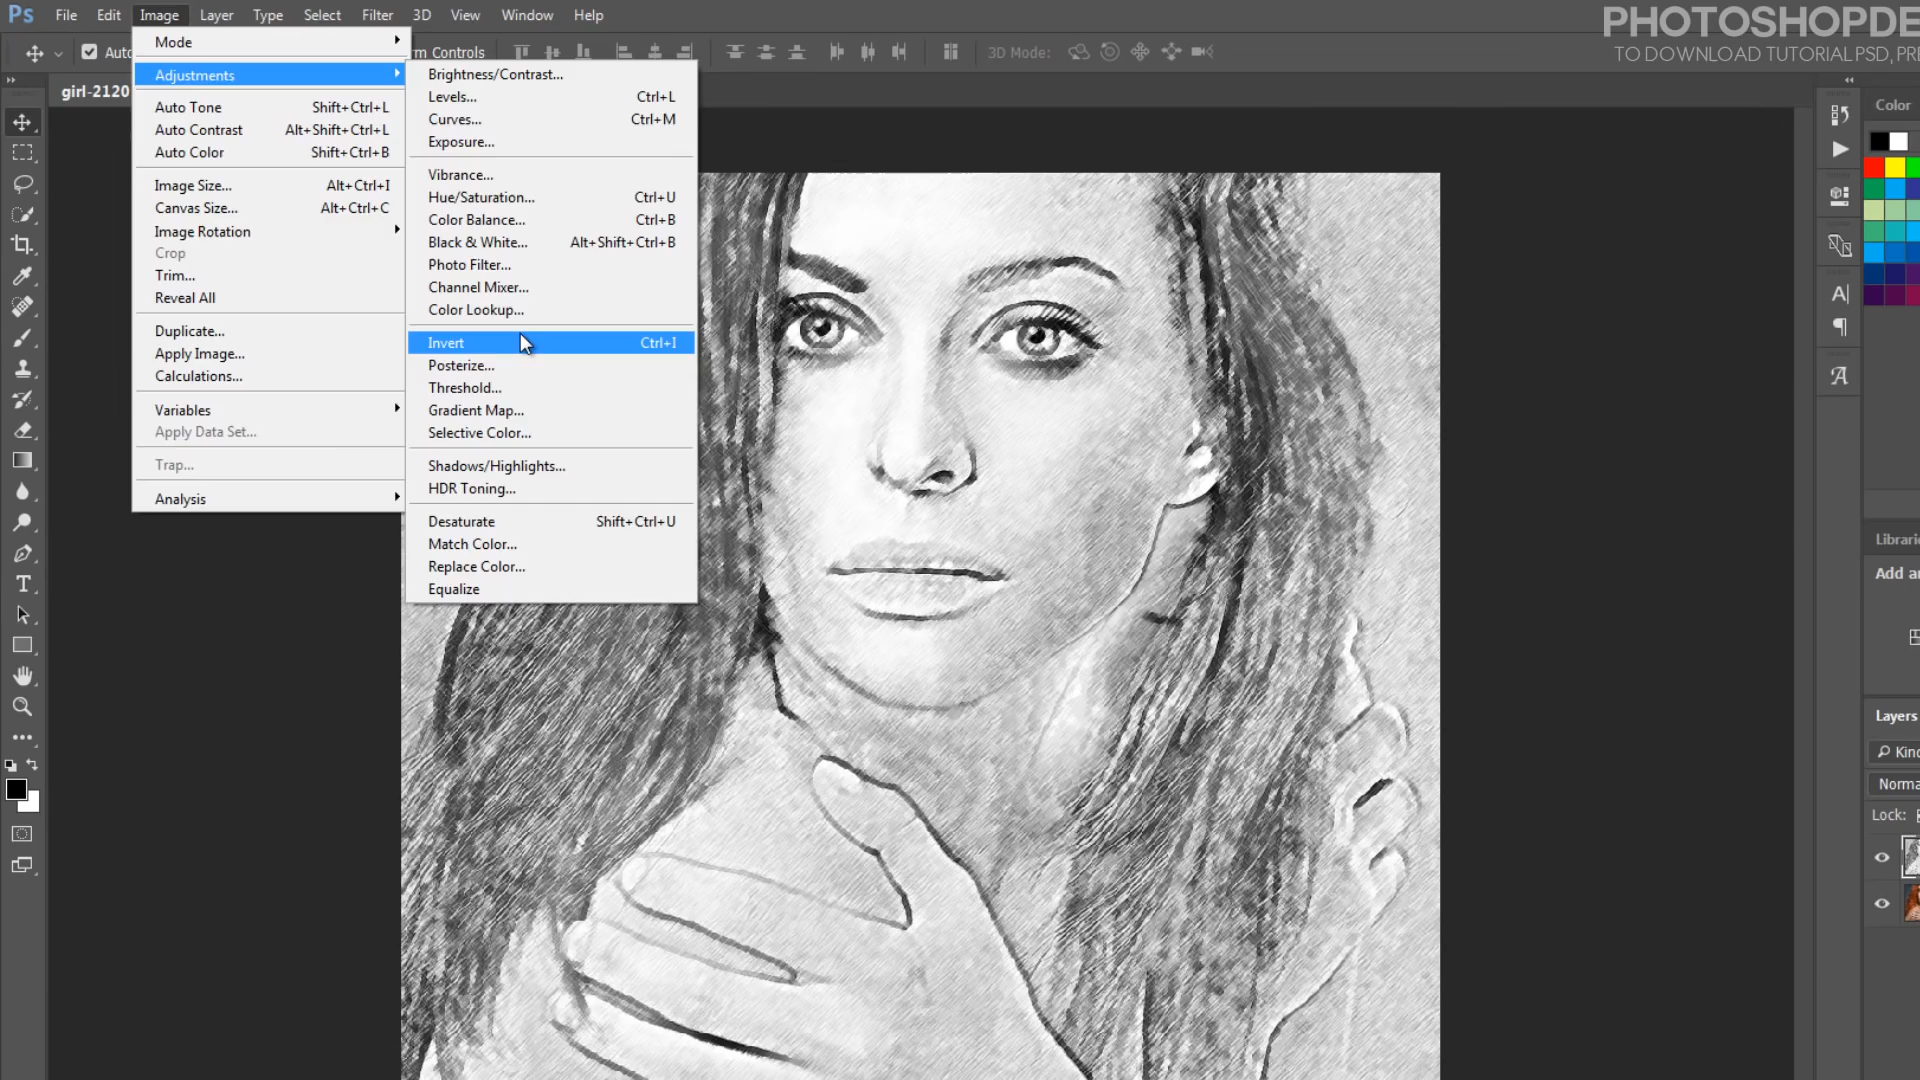 Ps File Edit Image Layer Type Select Filter 3D View Window Help
PHOTOSHOPDE
TO DOWNLOAD TUTORIAL PSD, PRE
Auto rm Controls 3D Mode:
girl-2120
Mode
Adjustments
Auto Tone Shift+Ctrl+L
Auto Contrast Alt+Shift+Ctrl+L
Auto Color Shift+Ctrl+B
Image Size... Alt+Ctrl+I
Canvas Size... Alt+Ctrl+C
Image Rotation
Crop
Trim...
Reveal All
Duplicate...
Apply Image...
Calculations...
Variables
Apply Data Set...
Trap...
Analysis
Brightness/Contrast...
Levels... Ctrl+L
Curves... Ctrl+M
Exposure...
Vibrance...
Hue/Saturation... Ctrl+U
Color Balance... Ctrl+B
Black & White... Alt+Shift+Ctrl+B
Photo Filter...
Channel Mixer...
Color Lookup...
Invert Ctrl+I
Posterize...
Threshold...
Gradient Map...
Selective Color...
Shadows/Highlights...
HDR Toning...
Desaturate Shift+Ctrl+U
Match Color...
Replace Color...
Equalize
Color
Librarie
Add a
Layers
Kind
Norma
Lock: